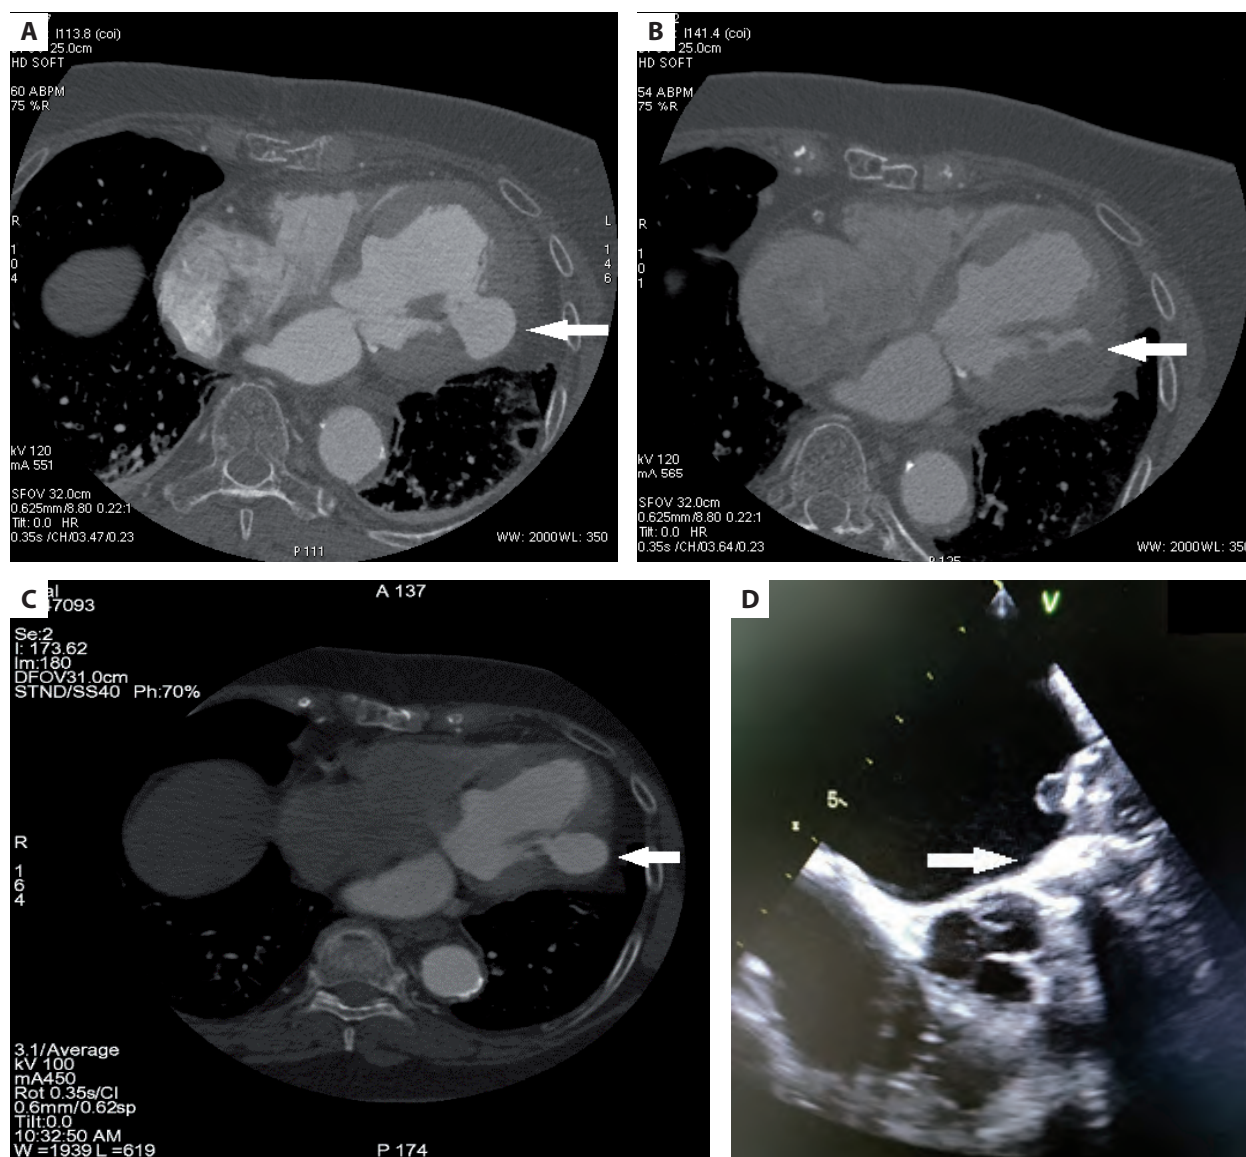 A
I113.8 (coi)
25.0cm
HD SOFT
60 ABPM
75 %R
R
1
0
4
L
1
4
6
kV 120
mA 551
SFOV 32.0cm
0.625mm/8.80 0.22:1
Tilt: 0.0 HR
0.35s /CH/03.47/0.23
P 111
WW: 2000WL: 350
B
I141.4 (coi)
25.0cm
HD SOFT
54 ABPM
75 %R
R
1
0
1
kV 120
mA 565
SFOV 32.0cm
0.625mm/8.80 0.22:1
Tilt: 0.0 HR
0.35s /CH/03.64/0.23
P 125
WW: 2000WL: 350
C
47093
Se:2
I: 173.62
Im:180
DFOV31.0cm
STND/SS40 Ph:70%
A 137
R
1
6
4
3.1/Average
kV 100
mA450
Rot 0.35s/CI
0.6mm/0.62sp
Tilt:0.0
10:32:50 AM
W =1939 L =619
P 174
D
V
5